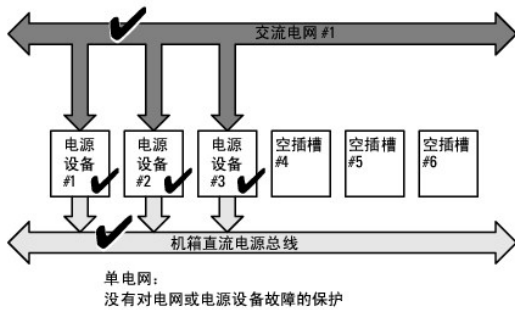 交流电网 #1
电源
设备
#1
电源
设备
#2
电源
设备
#3
空插槽
#4
空插槽
#5
空插槽
#6
机箱直流电源总线
单电网：
没有对电网或电源设备故障的保护